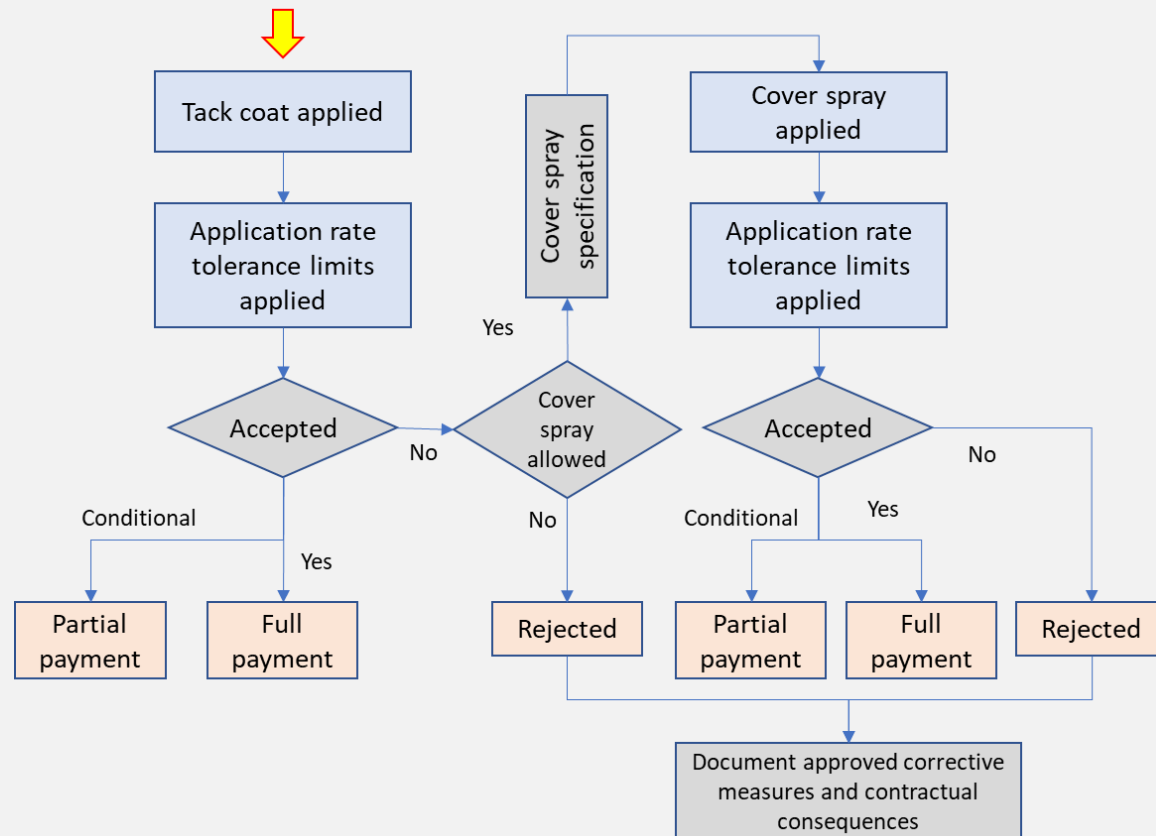 Tack coat applied
Application rate
tolerance limits
applied
Accepted
No
Conditional
Yes
Partial
payment
Full
payment
Cover
spray
allowed
Yes
Cover spray
specification
No
Rejected
Cover spray
applied
Application rate
tolerance limits
applied
Accepted
No
Conditional
Yes
Partial
payment
Full
payment
Rejected
Document approved corrective
measures and contractual
consequences